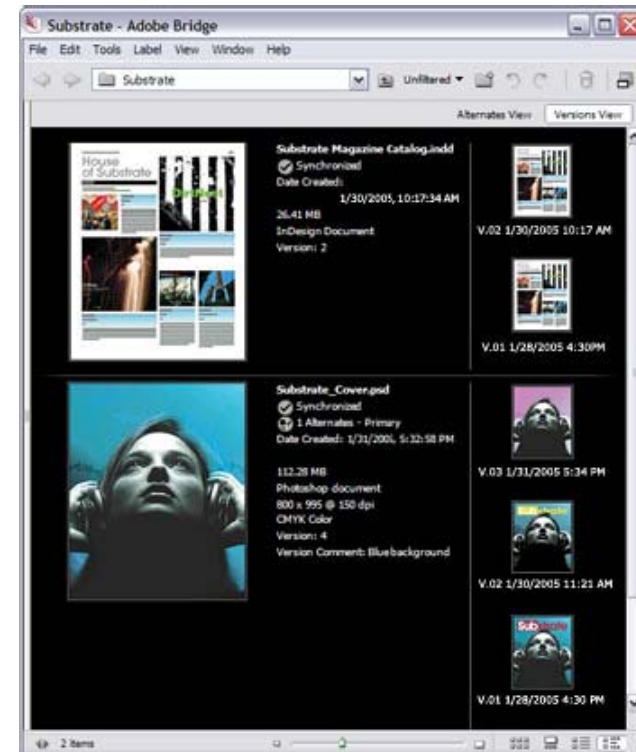 Substrate - Adobe Bridge
File Edit Tools Label View Window Help
Substrate
Unfiltered
Alternates View Versions View
House
of Substrate
Substrate Magazine Catalog.indd
Synchronized
Date Created:
1/30/2005, 10:17:34 AM
26.41 MB
InDesign Document
Version: 2
V.02 1/30/2005 10:17 AM
V.01 1/28/2005 4:30PM
Substrate_Cover.psd
Synchronized
1 Alternates - Primary
Date Created: 1/31/2005, 5:32:58 PM
112.28 MB
Photoshop document
800 x 995 @ 150 dpi
CMYK Color
Version: 4
Version Comment: Bluebackground
V.03 1/31/2005 5:34 PM
Substrate
V.02 1/30/2005 11:21 AM
Substrate
V.01 1/28/2005 4:30 PM
2 items